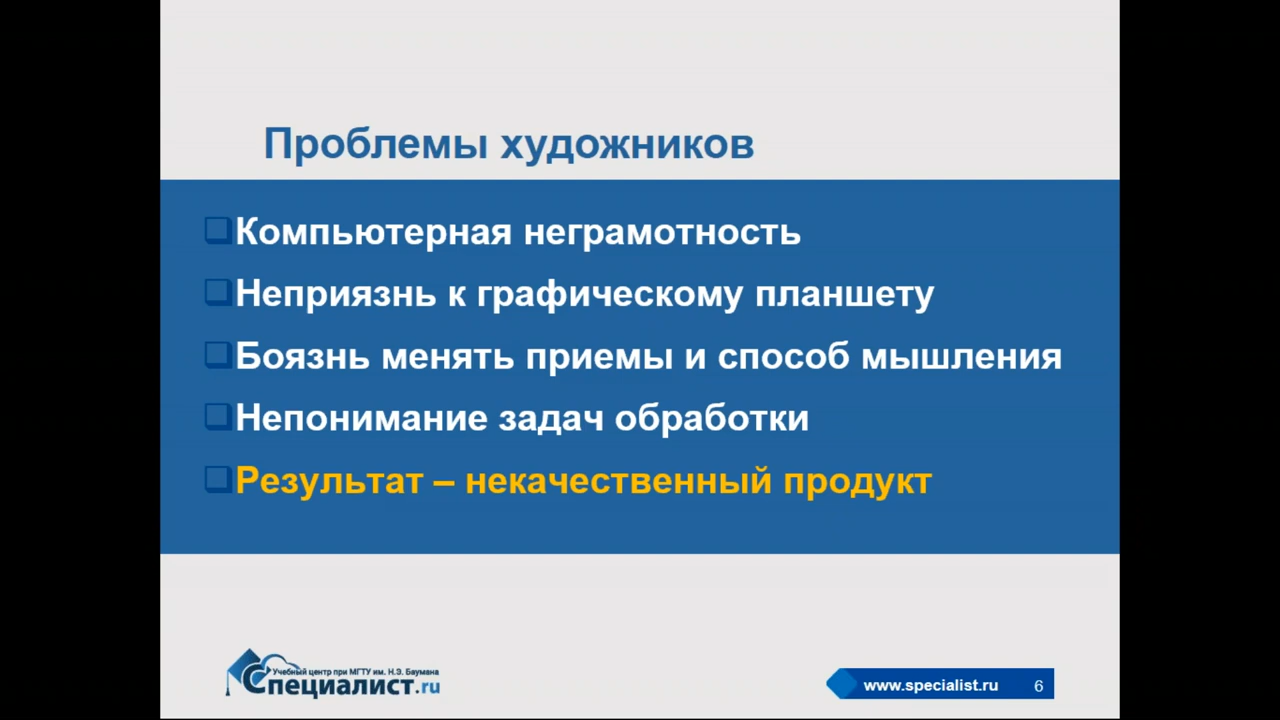 Проблемы художников
Компьютерная неграмотность
Неприязнь к графическому планшету
Боязнь менять приемы и способ мышления
Непонимание задач обработки
Результат – некачественный продукт
Учебный центр при МГТУ им. Н.Э. Баумана
Специалист.ru
www.specialist.ru 6